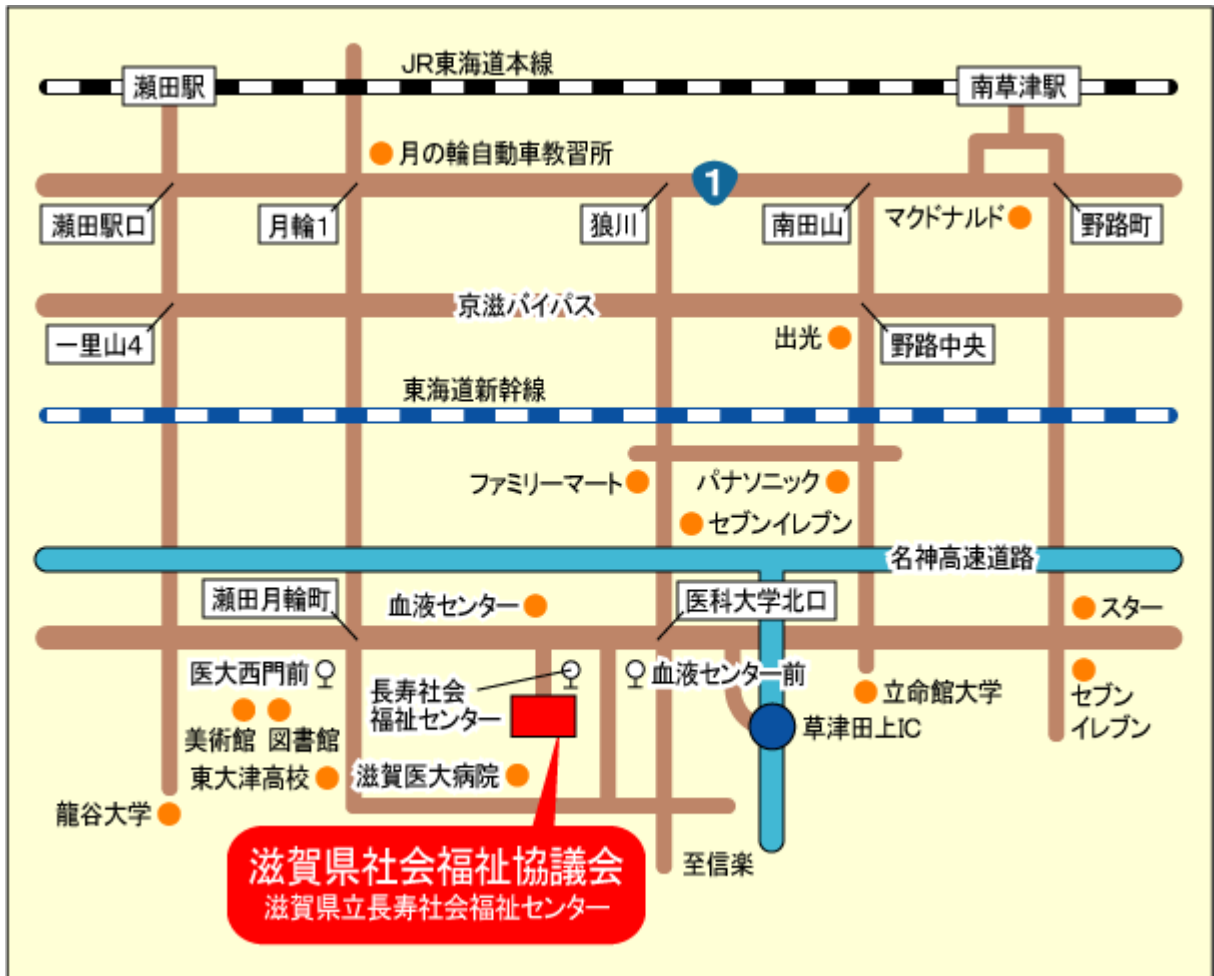 JR東海道本線
瀬田駅
南草津駅
月の輪自動車教習所
1
瀬田駅口
月輪1
狼川
南田山
マクドナルド
野路町
京滋バイパス
一里山4
出光
野路中央
東海道新幹線
ファミリーマート
パナソニック
セブンイレブン
名神高速道路
瀬田月輪町
血液センター
医科大学北口
スター
医大西門前
長寿社会
福祉センター
血液センター前
立命館大学
セブン
イレブン
美術館
図書館
草津田上IC
東大津高校
滋賀医大病院
龍谷大学
至信楽
滋賀県社会福祉協議会
滋賀県立長寿社会福祉センター